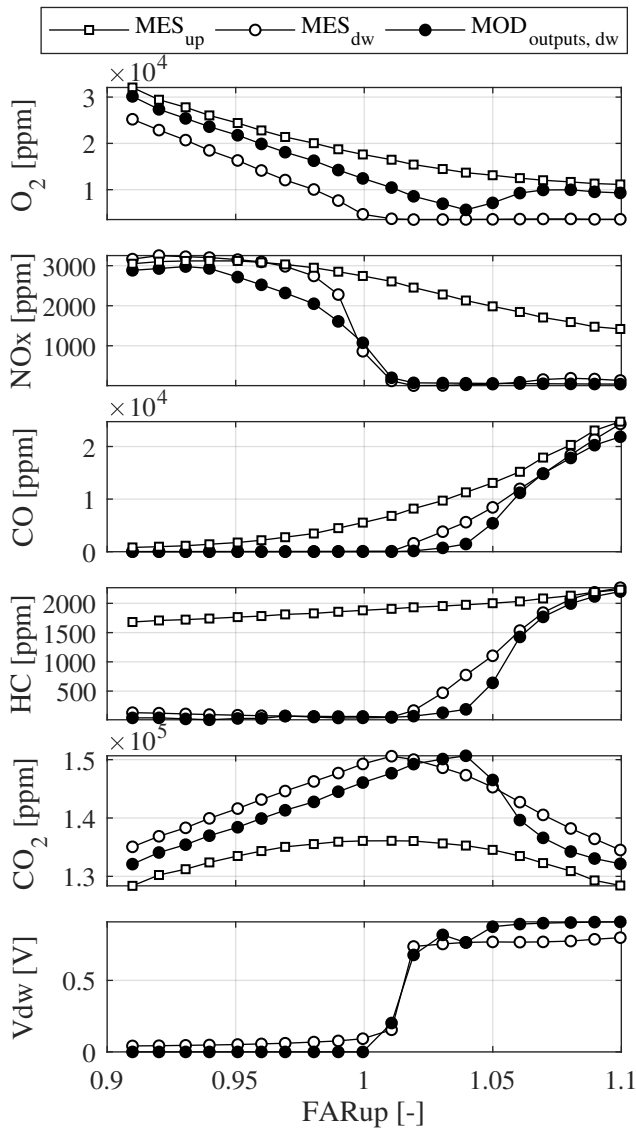 MES_up MES_dw MOD_outputs, dw
×10^4
3
2
1
O_2 [ppm]
3000
2000
1000
NOx [ppm]
×10^4
2
1
0
CO [ppm]
2000
1500
1000
500
HC [ppm]
×10^5
1.5
1.4
1.3
CO_2 [ppm]
0.5
0
Vdw [V]
0.9 0.95 1 1.05 1.1
FARup [-]